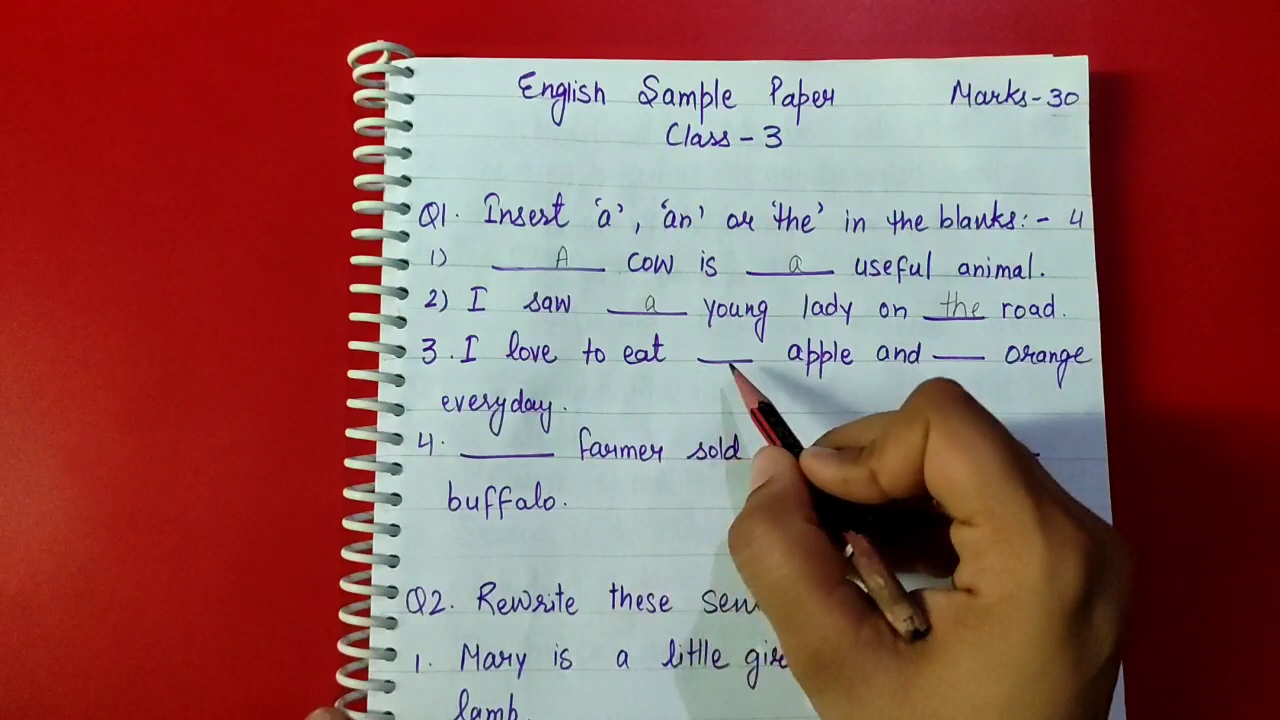 English Sample Paper Marks-30
Class-3
Q1. Insert 'a', 'an' or 'the' in the blanks:- 4
1) A cow is a useful animal.
2) I saw a young lady on the road.
3. I love to eat ___ apple and ___ orange
everyday.
4. ___ farmer sold
buffalo.
Q2. Rewrite these
1. Mary is a little
lamb.